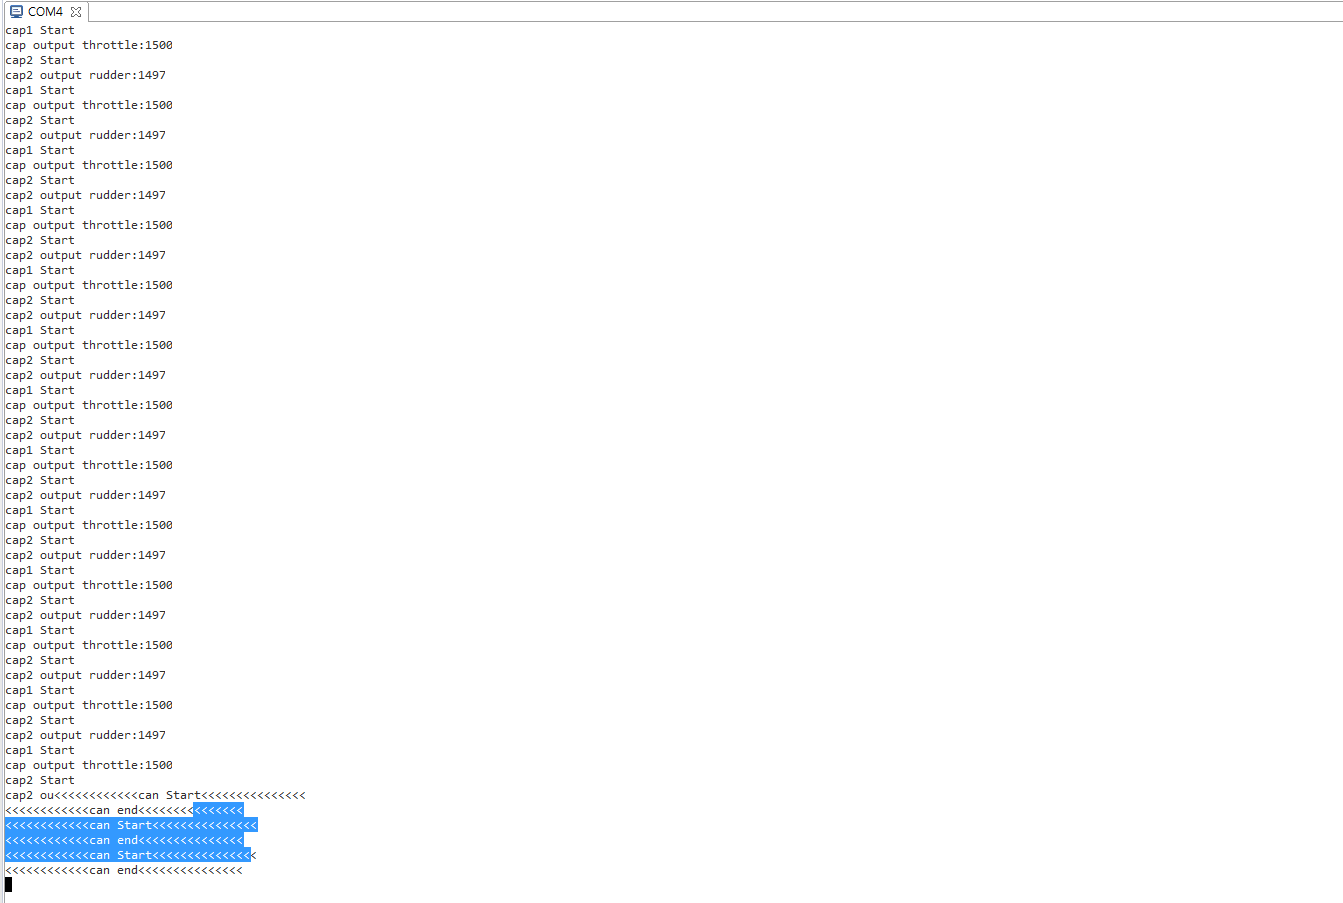 COM4
cap1 Start
cap output throttle:1500
cap2 Start
cap2 output rudder:1497
cap1 Start
cap output throttle:1500
cap2 Start
cap2 output rudder:1497
cap1 Start
cap output throttle:1500
cap2 Start
cap2 output rudder:1497
cap1 Start
cap output throttle:1500
cap2 Start
cap2 output rudder:1497
cap1 Start
cap output throttle:1500
cap2 Start
cap2 output rudder:1497
cap1 Start
cap output throttle:1500
cap2 Start
cap2 output rudder:1497
cap1 Start
cap output throttle:1500
cap2 Start
cap2 output rudder:1497
cap1 Start
cap output throttle:1500
cap2 Start
cap2 output rudder:1497
cap1 Start
cap output throttle:1500
cap2 Start
cap2 output rudder:1497
cap1 Start
cap output throttle:1500
cap2 Start
cap2 output rudder:1497
cap1 Start
cap output throttle:1500
cap2 Start
cap2 output rudder:1497
cap1 Start
cap output throttle:1500
cap2 Start
cap2 output rudder:1497
cap1 Start
cap output throttle:1500
cap2 Start
cap2 ou<<<<<<<<<<<<can Start<<<<<<<<<<<<<<<
<<<<<<<<<<<<can end<<<<<<<<<<<<<<<
<<<<<<<<<<<<can Start<<<<<<<<<<<<<<<
<<<<<<<<<<<<can end<<<<<<<<<<<<<<<
<<<<<<<<<<<<can Start<<<<<<<<<<<<<<<
<<<<<<<<<<<<can end<<<<<<<<<<<<<<<